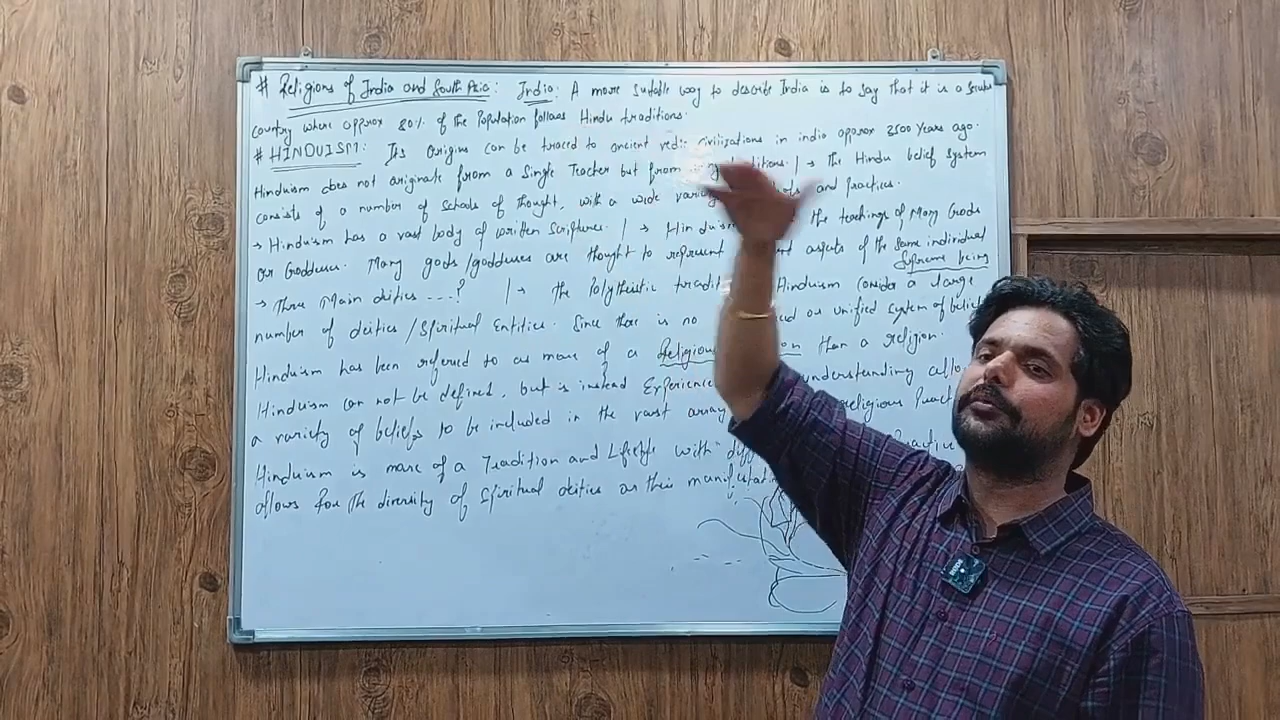 # Religions of India and South Asia: India: A more suitable way to describe India is to say that it is a secular
country where approx 80% of the Population follows Hindu traditions.
# HINDUISM: Its Origins can be traced to ancient vedic civilisations in india approx 3500 Years ago.
Hinduism does not originate from a Single Teacher but from | → The Hindu belief System
consists of a number of schools of thought, with a wide and Practices.
→ Hinduism has a vast body of written Scriptures. | → Hinduism the teachings of Many Gods
or Goddesses. Many gods/goddesses are thought to represent aspects of the same individual
Supreme being
→ Three Main deities ....? | → The Polytheistic Hinduism consider a large
number of deities/Spiritual Entities. Since there is no or unified system of belief
Hinduism has been referred to as more of a Religious than a religion.
Hinduism can not be defined, but is instead Experience understanding
a variety of beliefs to be included in the vast array religious
Hinduism is more of a Tradition and Lifestyle with
allows for the diversity of Spiritual deities or their